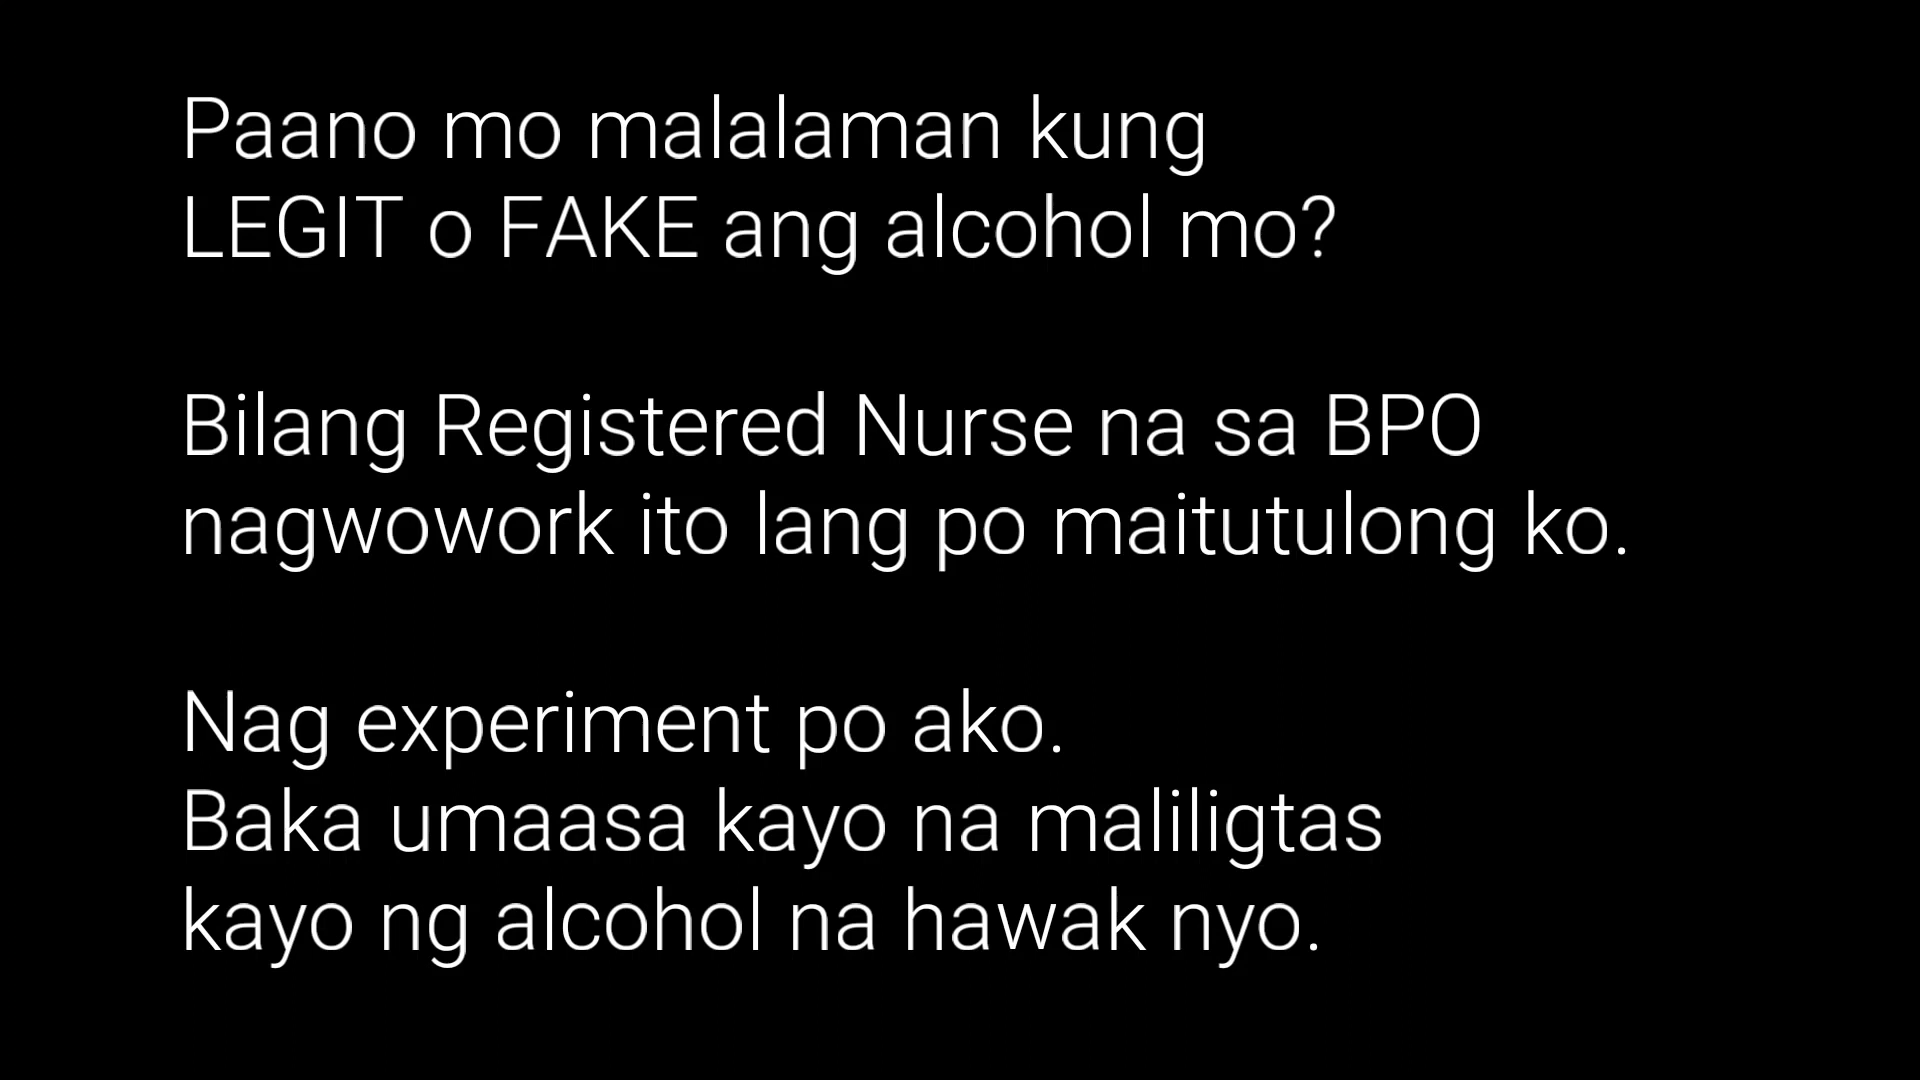 Paano mo malalaman kung
LEGIT o FAKE ang alcohol mo?
Bilang Registered Nurse na sa BPO
nagwowork ito lang po maitutulong ko.
Nag experiment po ako.
Baka umaasa kayo na maliligtas
kayo ng alcohol na hawak nyo.